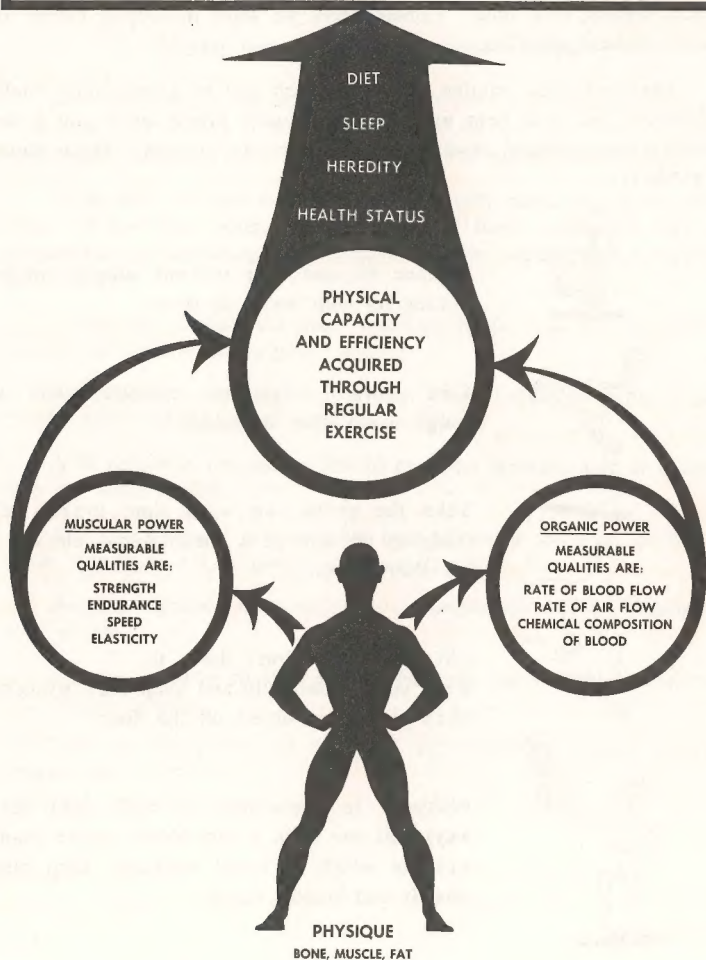 DIET
SLEEP
HEREDITY
HEALTH STATUS
PHYSICAL
CAPACITY
AND EFFICIENCY
ACQUIRED
THROUGH
REGULAR
EXERCISE
MUSCULAR POWER
MEASURABLE
QUALITIES ARE:
STRENGTH
ENDURANCE
SPEED
ELASTICITY
ORGANIC POWER
MEASURABLE
QUALITIES ARE:
RATE OF BLOOD FLOW
RATE OF AIR FLOW
CHEMICAL COMPOSITION
OF BLOOD
PHYSIQUE
BONE, MUSCLE, FAT